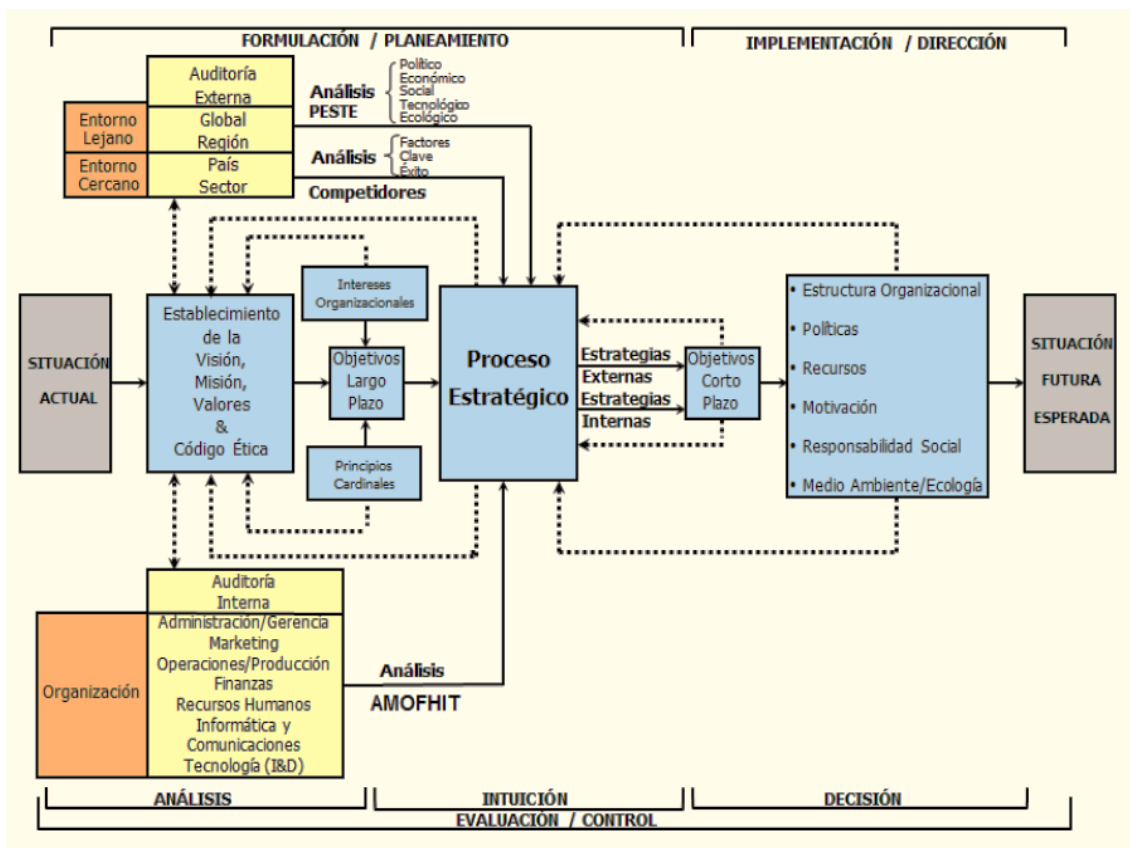 FORMULACIÓN / PLANEAMIENTO
IMPLEMENTACIÓN / DIRECCIÓN
Auditoría
Externa
Entorno
Lejano
Global
Región
Entorno
Cercano
País
Sector
Análisis
PESTE
Político
Económico
Social
Tecnológico
Ecológico
Análisis
Factores
Clave
Éxito
Competidores
SITUACIÓN
ACTUAL
Establecimiento
de la
Visión,
Misión,
Valores
&
Código Ética
Intereses
Organizacionales
Objetivos
Largo
Plazo
Principios
Cardinales
Proceso
Estratégico
Estrategias
Externas
Estrategias
Internas
Objetivos
Corto
Plazo
• Estructura Organizacional
• Políticas
• Recursos
• Motivación
• Responsabilidad Social
• Medio Ambiente/Ecología
SITUACIÓN
FUTURA
ESPERADA
Auditoría
Interna
Organización
Administración/Gerencia
Marketing
Operaciones/Producción
Finanzas
Recursos Humanos
Informática y
Comunicaciones
Tecnología (I&D)
Análisis
AMOFHIT
ANÁLISIS
INTUICIÓN
DECISIÓN
EVALUACIÓN / CONTROL